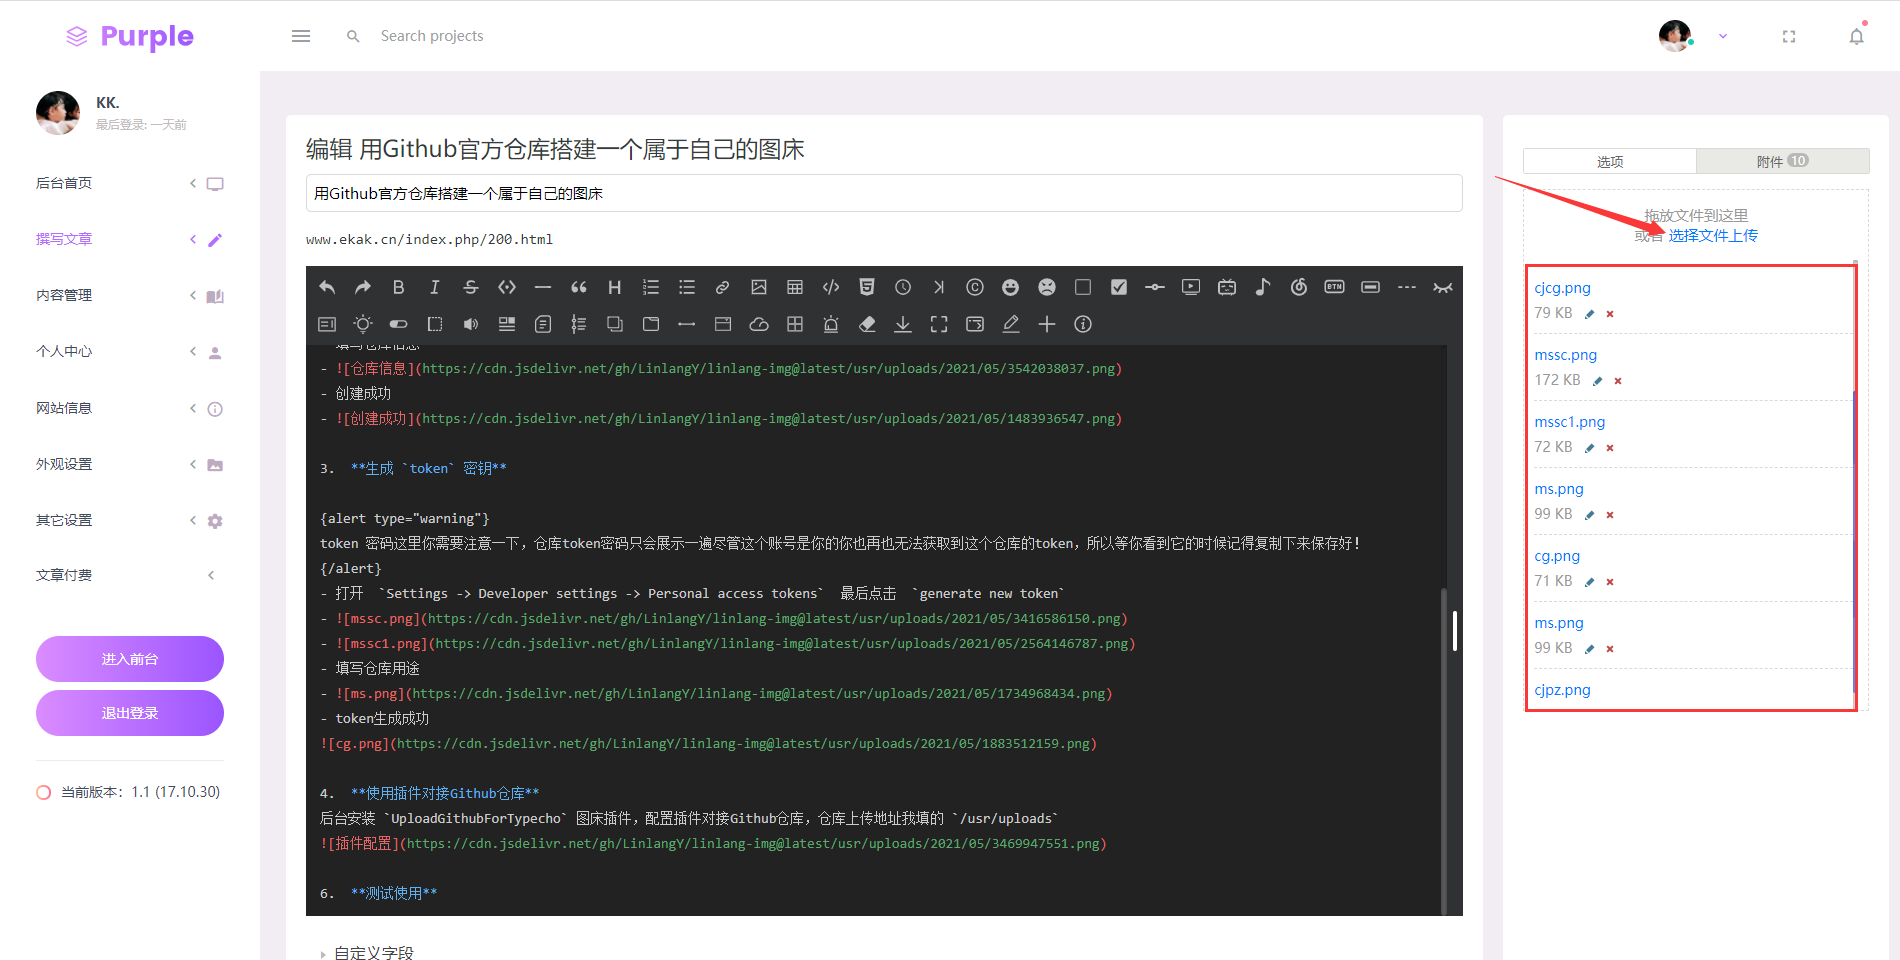 Purple
Search projects
KK.
最后登录: 一天前
后台首页
撰写文章
内容管理
个人中心
网站信息
外观设置
其它设置
文章付费
进入前台
退出登录
当前版本：1.1 (17.10.30)
编辑 用Github官方仓库搭建一个属于自己的图床
用Github官方仓库搭建一个属于自己的图床
www.ekak.cn/index.php/200.html
BTN
填写仓库信息
- ![仓库信息](https://cdn.jsdelivr.net/gh/LinlangY/linlang-img@latest/usr/uploads/2021/05/3542038037.png)
- 创建成功
- ![创建成功](https://cdn.jsdelivr.net/gh/LinlangY/linlang-img@latest/usr/uploads/2021/05/1483936547.png)
3. **生成 `token` 密钥**
{alert type="warning"}
token 密码这里你需要注意一下，仓库token密码只会展示一遍尽管这个账号是你的你也再也无法获取到这个仓库的token，所以等你看到它的时候记得复制下来保存好！
{/alert}
- 打开 `Settings -> Developer settings -> Personal access tokens` 最后点击 `generate new token`
- ![mssc.png](https://cdn.jsdelivr.net/gh/LinlangY/linlang-img@latest/usr/uploads/2021/05/3416586150.png)
- ![mssc1.png](https://cdn.jsdelivr.net/gh/LinlangY/linlang-img@latest/usr/uploads/2021/05/2564146787.png)
- 填写仓库用途
- ![ms.png](https://cdn.jsdelivr.net/gh/LinlangY/linlang-img@latest/usr/uploads/2021/05/1734968434.png)
- token生成成功
![cg.png](https://cdn.jsdelivr.net/gh/LinlangY/linlang-img@latest/usr/uploads/2021/05/1883512159.png)
4. **使用插件对接Github仓库**
后台安装 `UploadGithubForTypecho` 图床插件，配置插件对接Github仓库，仓库上传地址我填的 `/usr/uploads`
![插件配置](https://cdn.jsdelivr.net/gh/LinlangY/linlang-img@latest/usr/uploads/2021/05/3469947551.png)
6. **测试使用**
自定义字段
选项
附件 10
拖放文件到这里
或者 选择文件上传
cjcg.png
79 KB
mssc.png
172 KB
mssc1.png
72 KB
ms.png
99 KB
cg.png
71 KB
ms.png
99 KB
cjpz.png